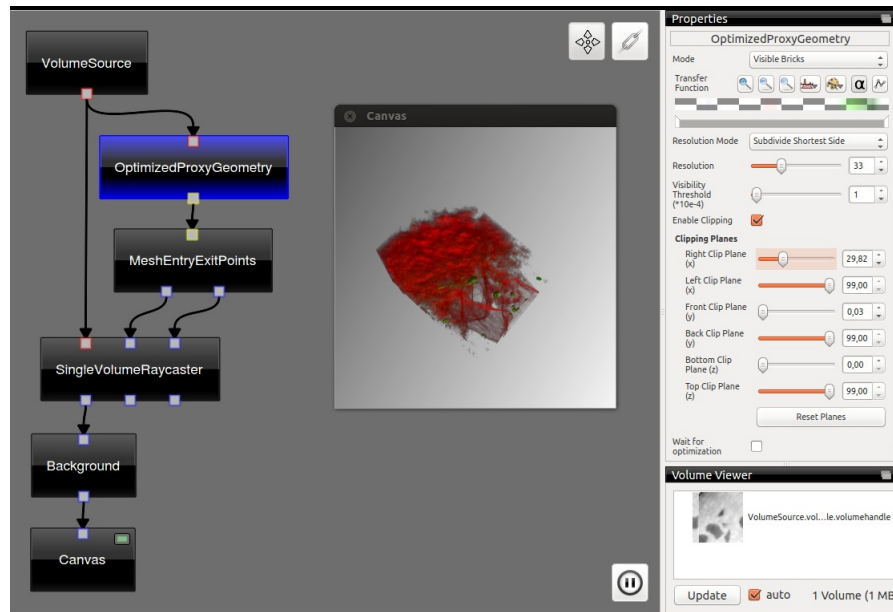 VolumeSource
OptimizedProxyGeometry
MeshEntryExitPoints
SingleVolumeRaycaster
Background
Canvas
Canvas
Properties
OptimizedProxyGeometry
Mode
Visible Bricks
Transfer
Function
α
Resolution Mode
Subdivide Shortest Side
Resolution
33
Visibility
Threshold
(*10e-4)
1
Enable Clipping
Clipping Planes
Right Clip Plane
(x)
29,82
Left Clip Plane
(x)
99,00
Front Clip Plane
(y)
0,03
Back Clip Plane
(y)
99,00
Bottom Clip
Plane (z)
0,00
Top Clip Plane
(z)
99,00
Reset Planes
Wait for
optimization
Volume Viewer
VolumeSource.vol...le.volumehandle
Update
auto
1 Volume (1 MB